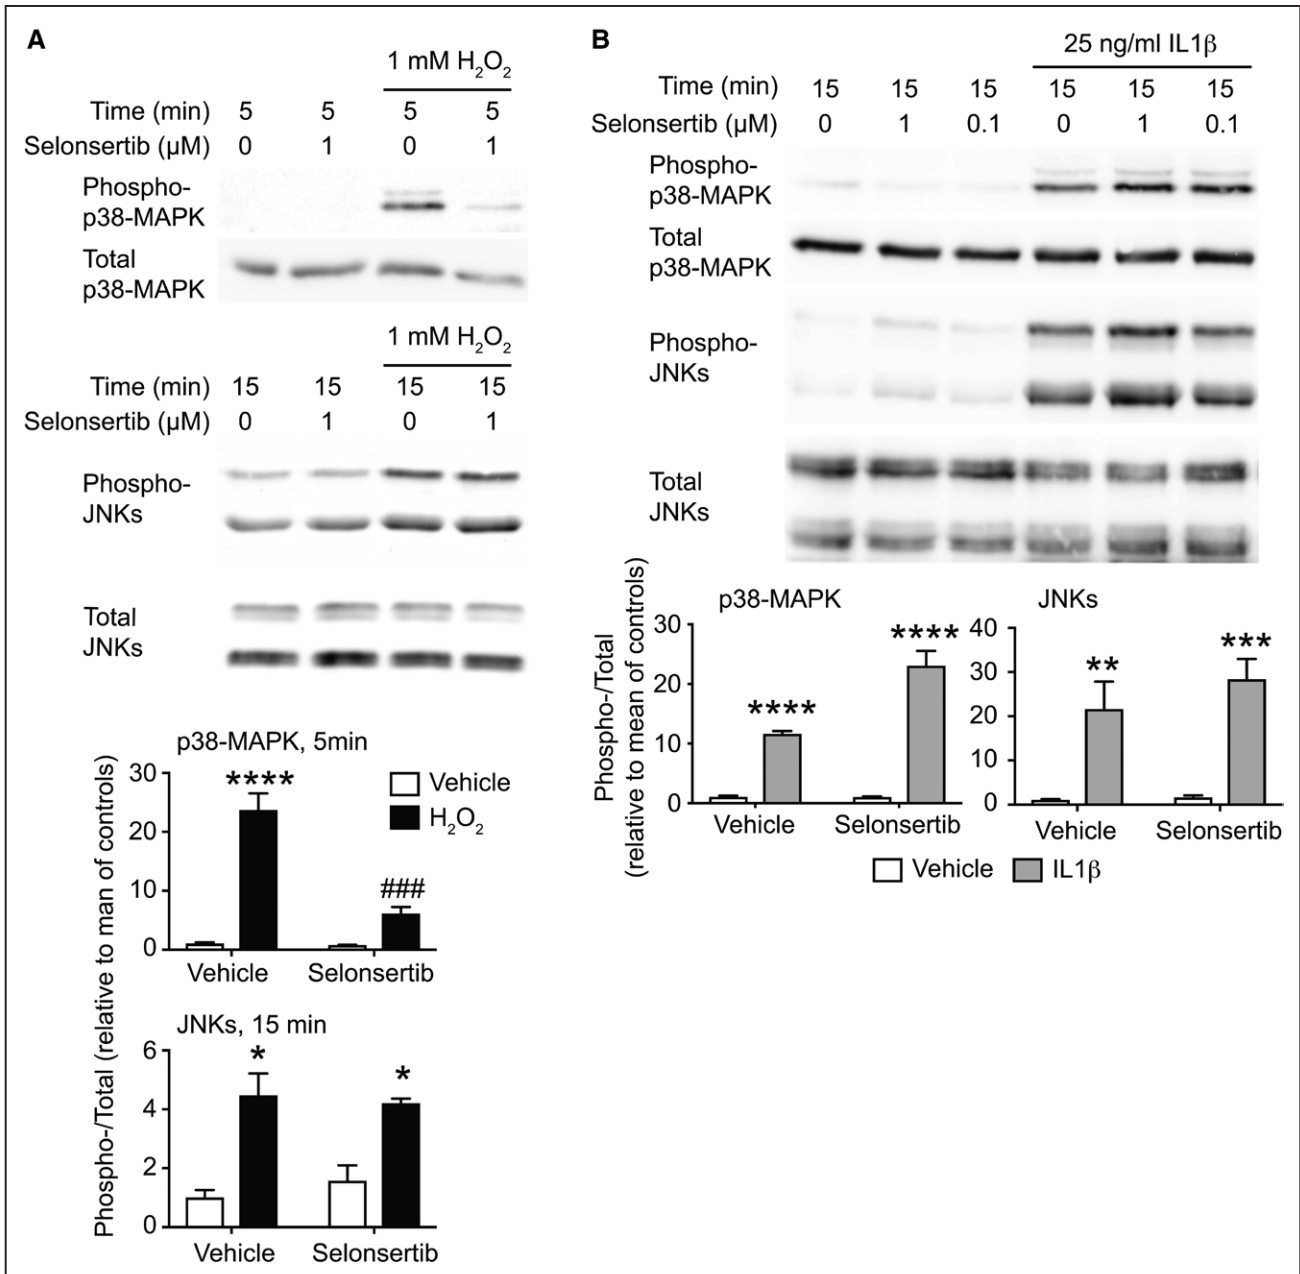 A
1 mM H₂O₂
Time (min) 5 5 5 5
Selonsertib (µM) 0 1 0 1
Phospho-
p38-MAPK
Total
p38-MAPK
1 mM H₂O₂
Time (min) 15 15 15 15
Selonsertib (µM) 0 1 0 1
Phospho-
JNKs
Total
JNKs
Phospho-/Total (relative to man of controls)
p38-MAPK, 5min
30
20
10
0
****
###
Vehicle
H₂O₂
Vehicle Selonsertib
JNKs, 15 min
6
4
2
0
* *
Vehicle Selonsertib
B
25 ng/ml IL1β
Time (min) 15 15 15 15 15 15
Selonsertib (µM) 0 1 0.1 0 1 0.1
Phospho-
p38-MAPK
Total
p38-MAPK
Phospho-
JNKs
Total
JNKs
Phospho-/Total
(relative to mean of controls)
p38-MAPK
30
20
10
0
**** ****
Vehicle Selonsertib
JNKs
40
30
20
10
0
** ***
Vehicle Selonsertib
Vehicle IL1β